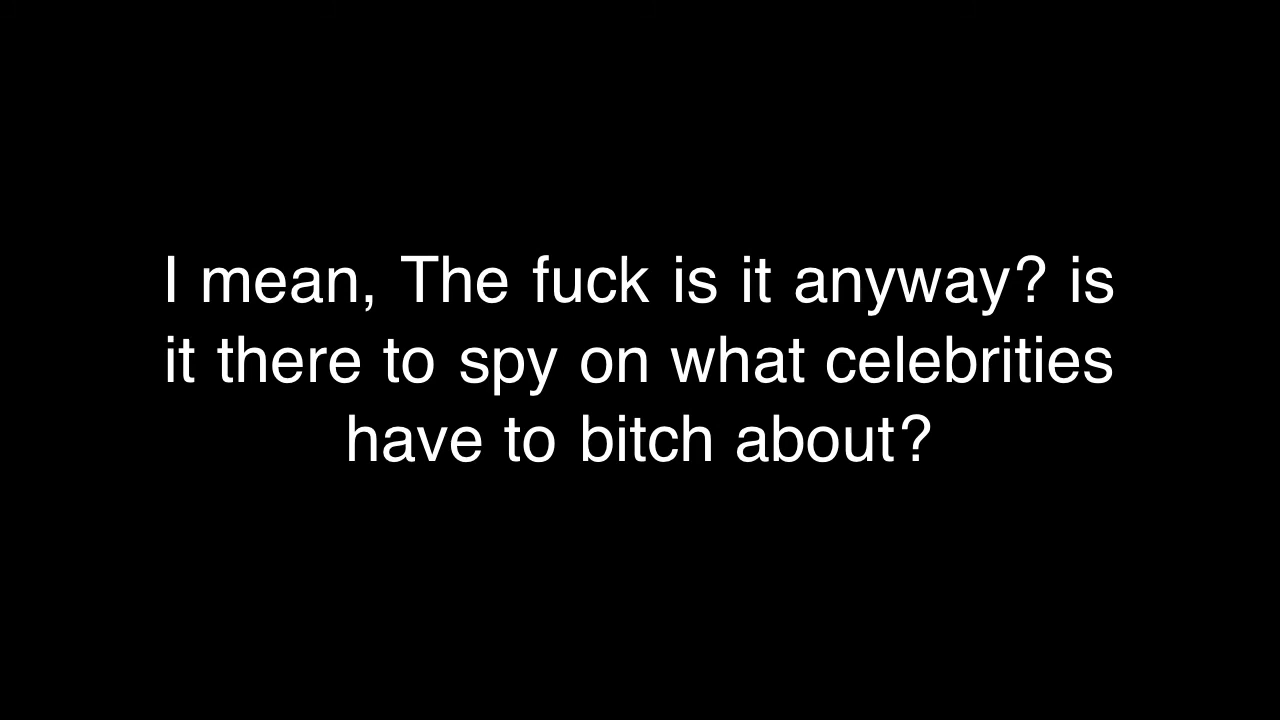 I mean, The fuck is it anyway? is
it there to spy on what celebrities
have to bitch about?